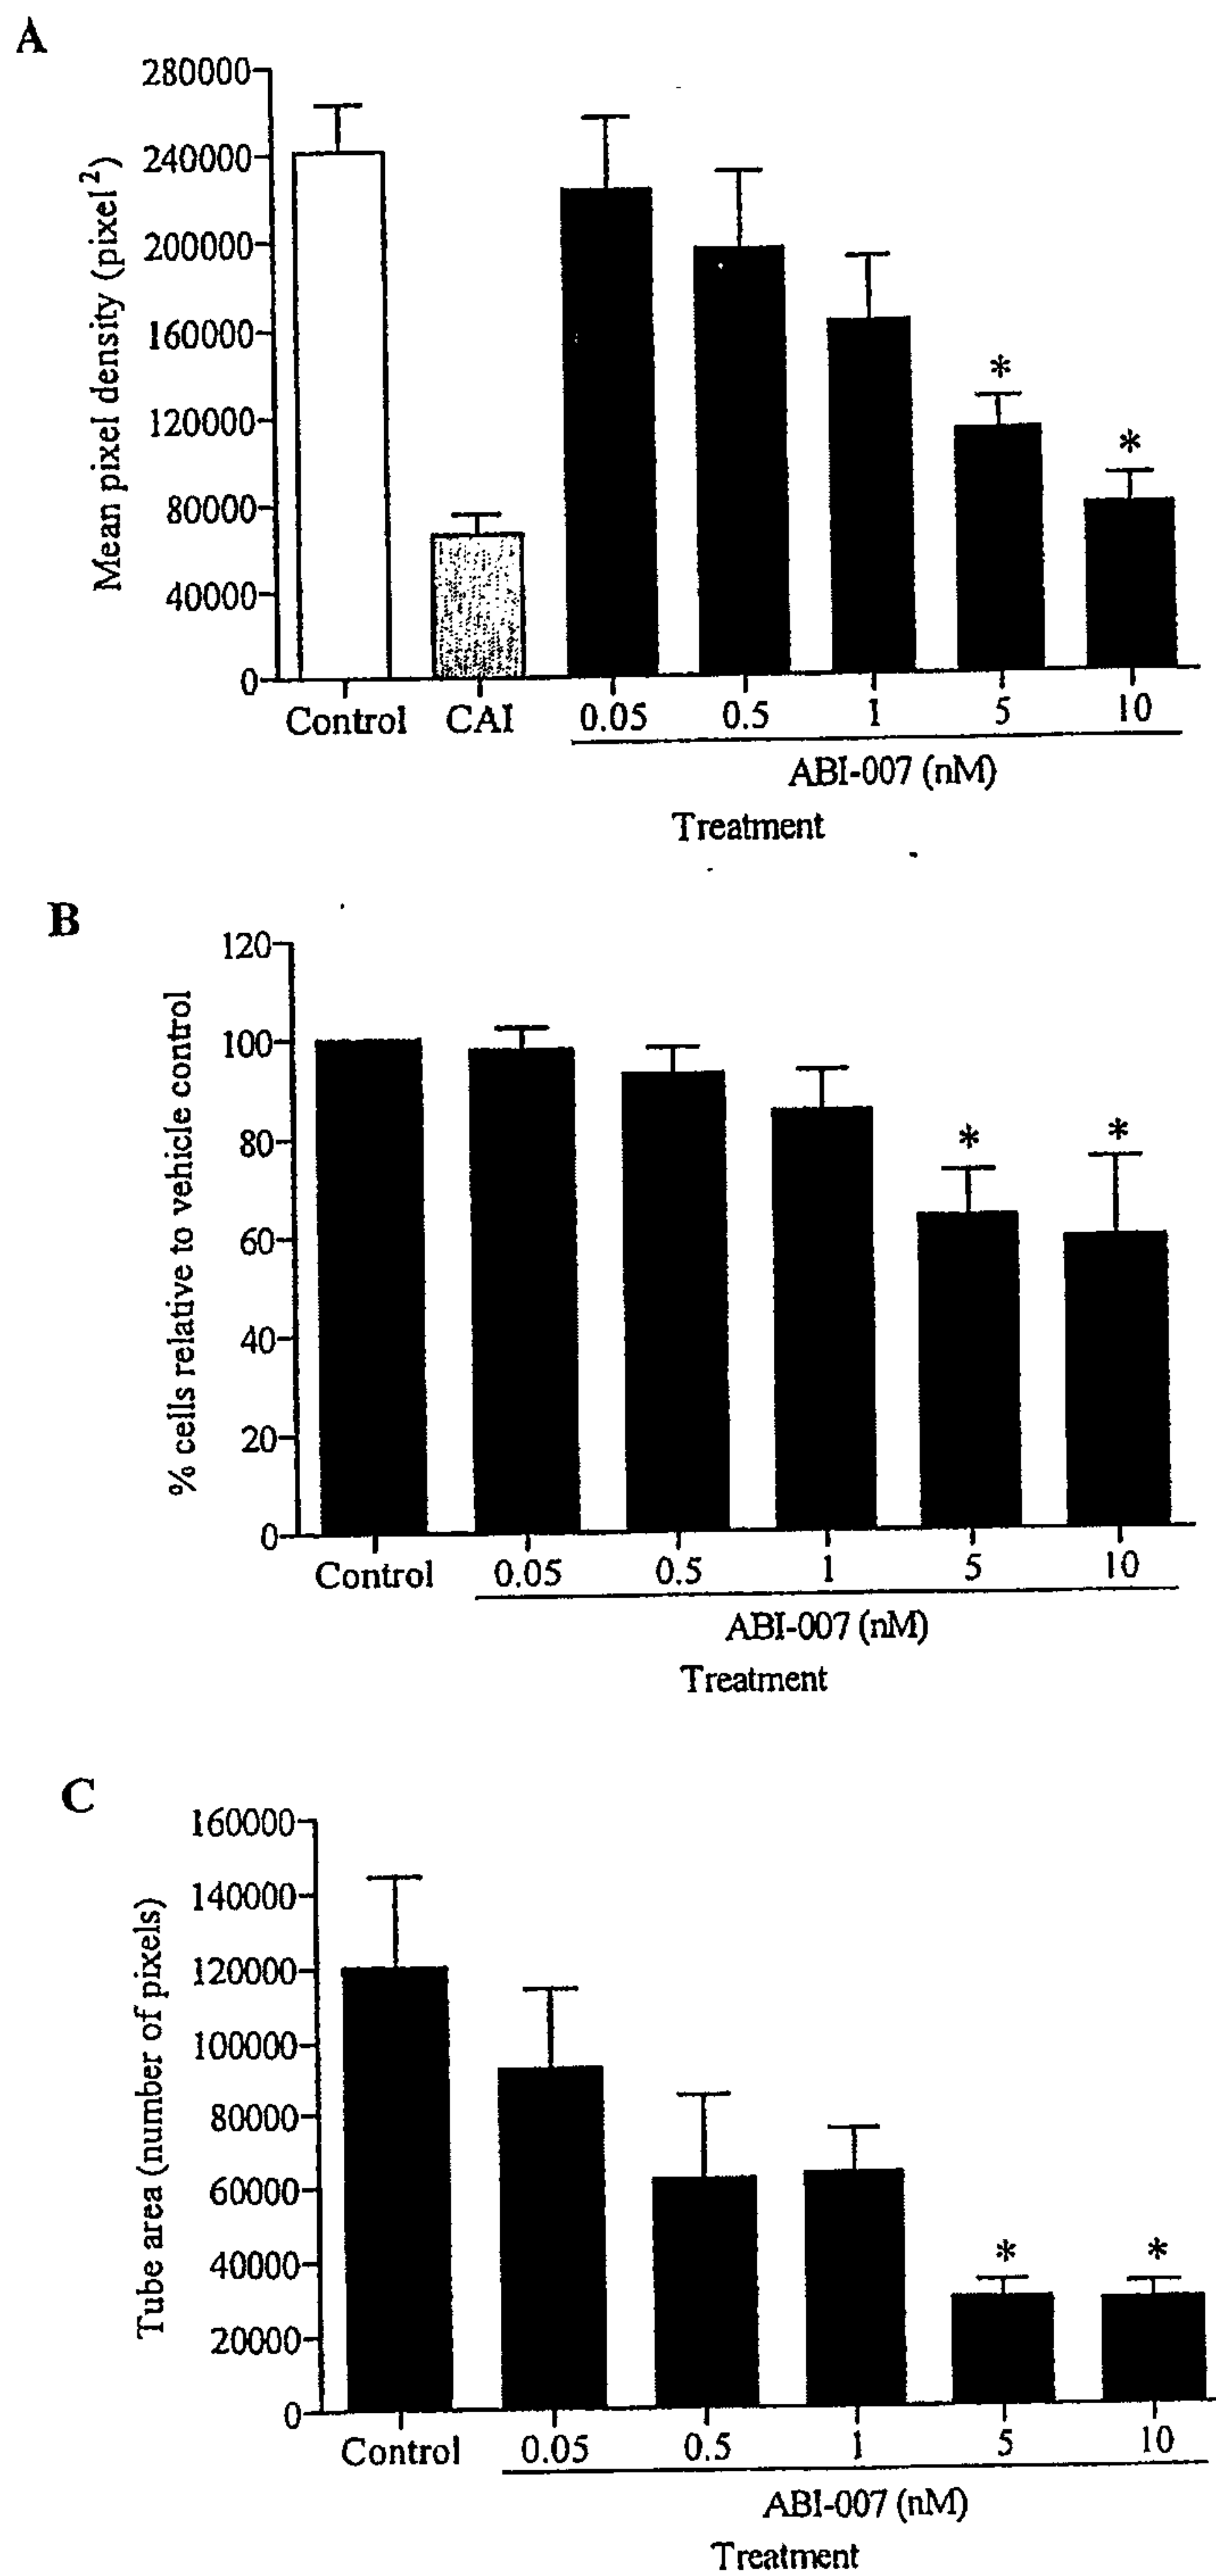 A
280000
240000
200000
160000
120000
80000
40000
0
Mean pixel density (pixel²)
* *
Control CAI 0.05 0.5 1 5 10
ABI-007 (nM)
Treatment
B
120
100
80
60
40
20
0
% cells relative to vehicle control
* *
Control 0.05 0.5 1 5 10
ABI-007 (nM)
Treatment
C
160000
140000
120000
100000
80000
60000
40000
20000
0
Tube area (number of pixels)
* *
Control 0.05 0.5 1 5 10
ABI-007 (nM)
Treatment